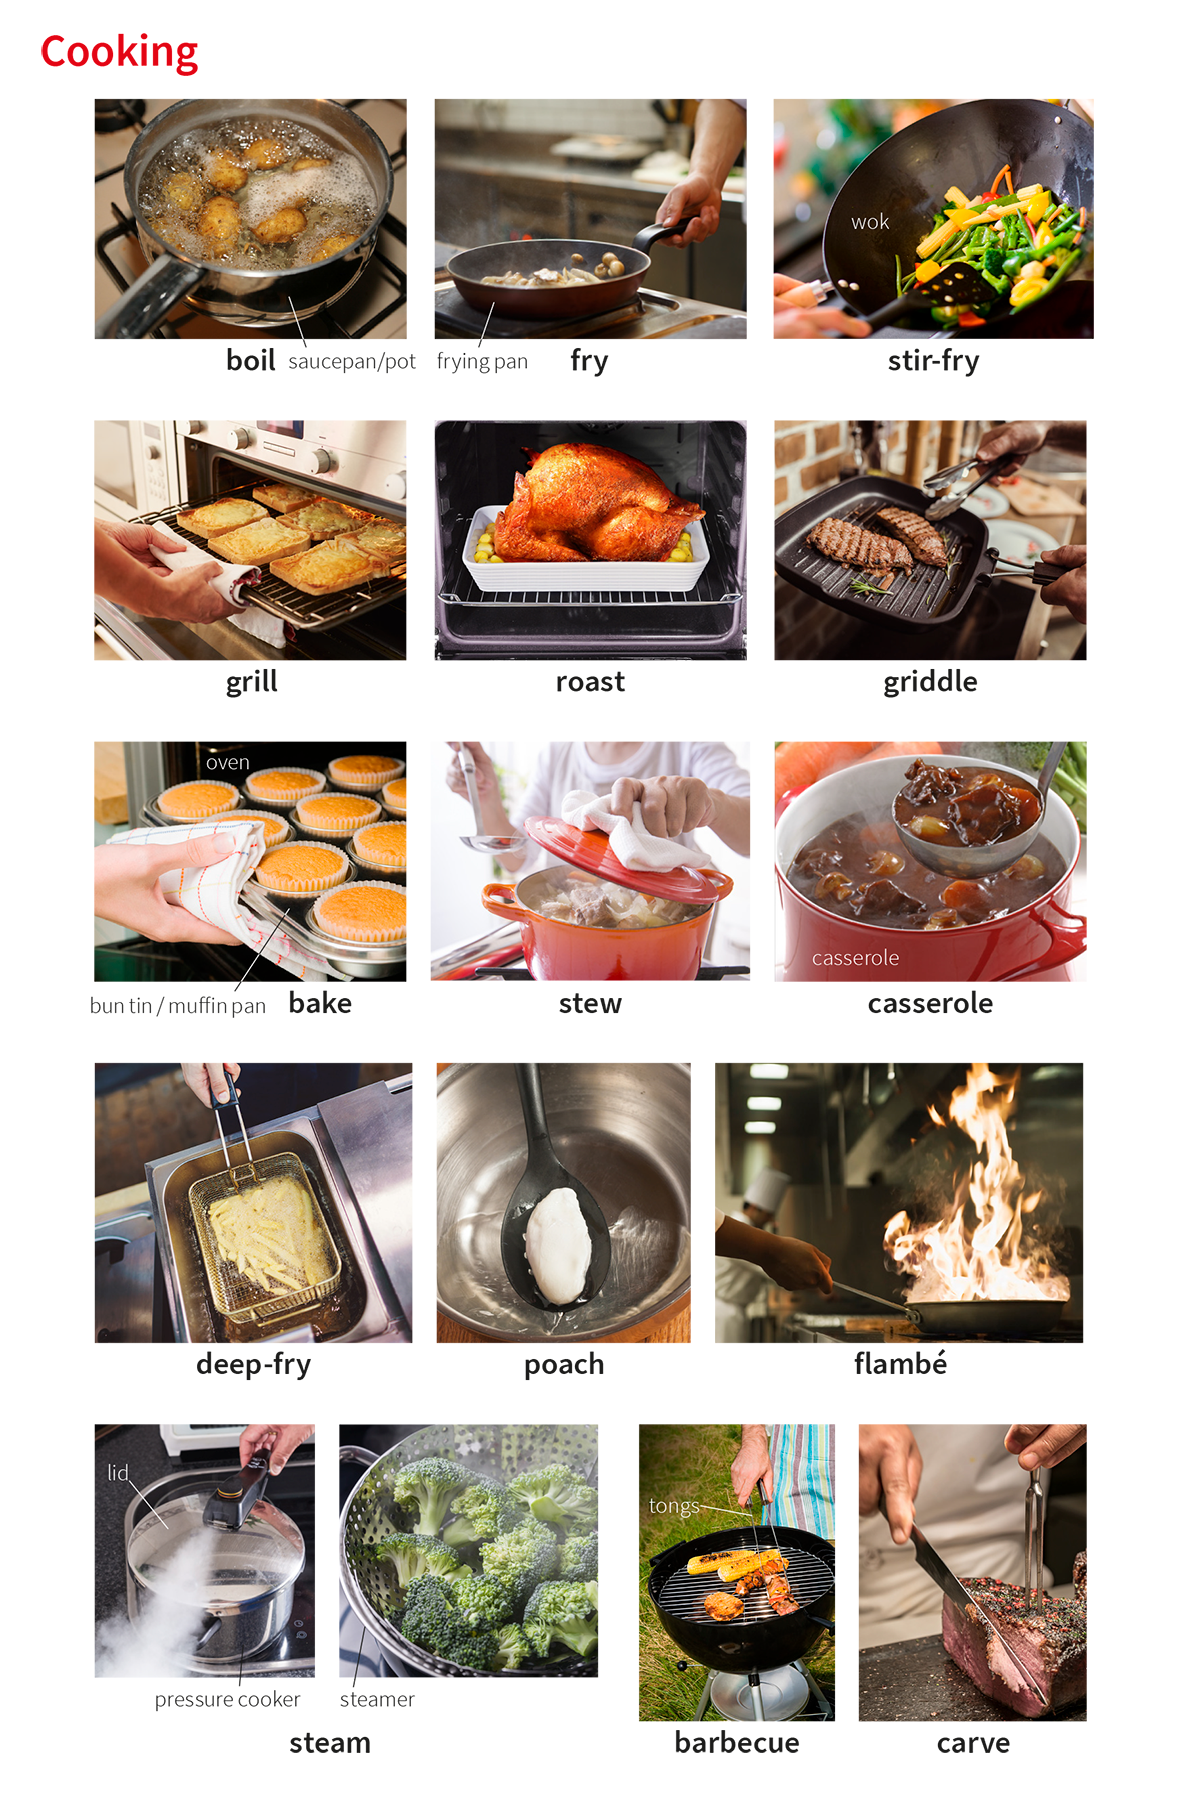 Cooking
wok
boil saucepan/pot
frying pan fry
stir-fry
grill
roast
griddle
oven
bun tin / muffin pan bake
stew
casserole
casserole
deep-fry
poach
flambé
lid
pressure cooker
steamer
steam
tongs
barbecue
carve